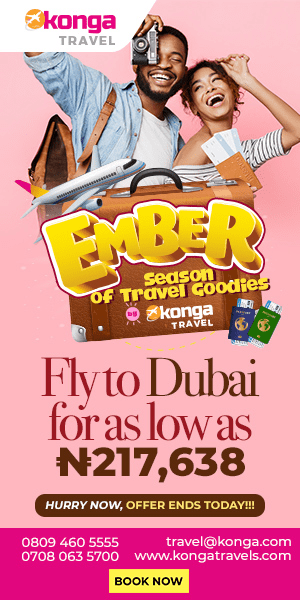 konga
TRAVEL
EMBER
Season
of Travel Goodies
by konga
TRAVEL
Fly to Dubai
for as low as
₦217,638
HURRY NOW, OFFER ENDS TODAY!!!
0809 460 5555 travel@konga.com
0708 063 5700 www.kongatravels.com
BOOK NOW